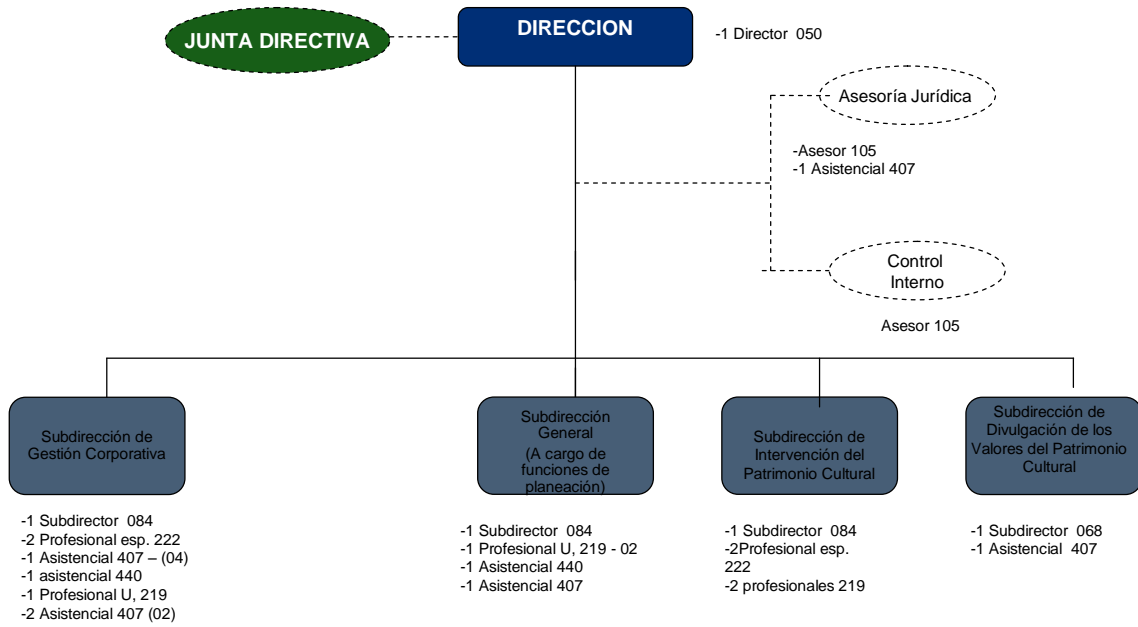 JUNTA DIRECTIVA
DIRECCION
-1 Director 050
Asesoría Jurídica
-Asesor 105
-1 Asistencial 407
Control
Interno
Asesor 105
Subdirección de
Gestión Corporativa
-1 Subdirector 084
-2 Profesional esp. 222
-1 Asistencial 407 – (04)
-1 asistencial 440
-1 Profesional U, 219
-2 Asistencial 407 (02)
Subdirección
General
(A cargo de
funciones de
planeación)
-1 Subdirector 084
-1 Profesional U, 219 - 02
-1 Asistencial 440
-1 Asistencial 407
Subdirección de
Intervención del
Patrimonio Cultural
-1 Subdirector 084
-2Profesional esp.
222
-2 profesionales 219
Subdirección de
Divulgación de los
Valores del Patrimonio
Cultural
-1 Subdirector 068
-1 Asistencial 407